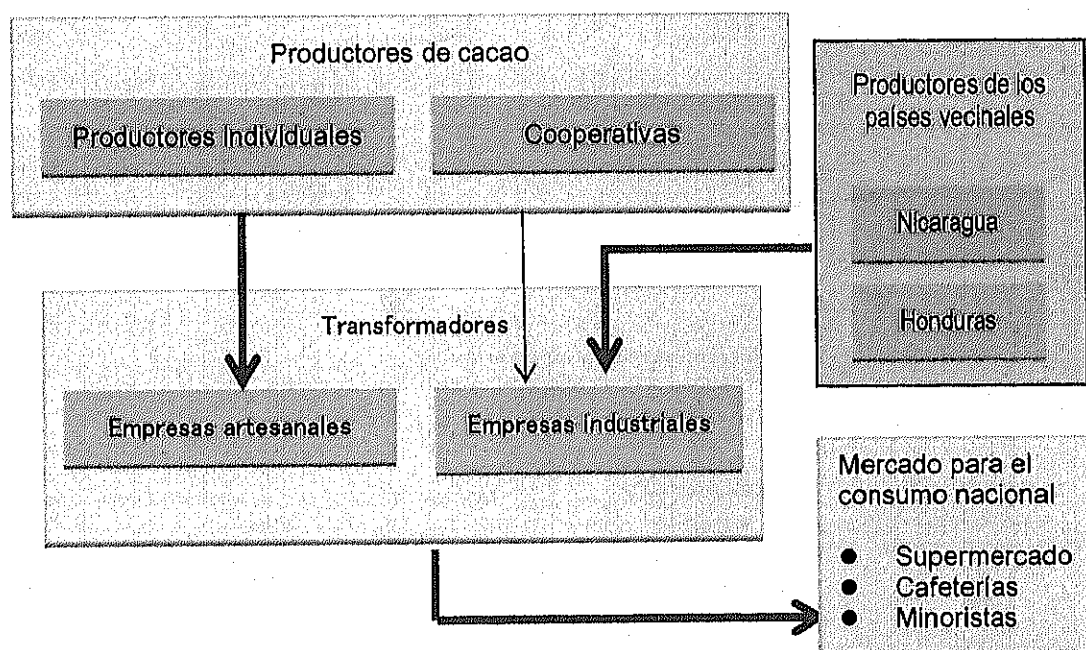 Productores de cacao
Productores individuales
Cooperativas
Productores de los
países vecinales
Nicaragua
Honduras
Transformadores
Empresas artesanales
Empresas industriales
Mercado para el
consumo nacional
● Supermercado
● Cafeterías
● Minoristas